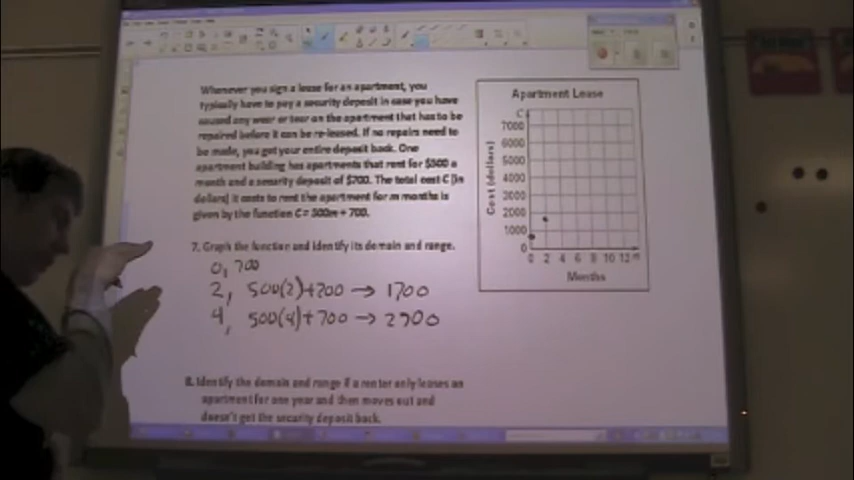 Whenever you sign a lease for an apartment, you
typically have to pay a security deposit in case you have
caused any wear or tear on the apartment that has to be
repaired before it can be re-leased. If no repairs need to
be made, you get your entire deposit back. One
apartment building has apartments that rent for $500 a
month and a security deposit of $700. The total cost C (in
dollars) it costs to rent the apartment for m months is
given by the function C = 500m + 700.
7. Graph the function and identify its domain and range.
0, 700
2, 500(2)+700 → 1700
4, 500(4)+700 → 2700
8. Identify the domain and range if a renter only leases an
apartment for one year and then moves out and
doesn't get the security deposit back.
Apartment Lease
C
7000
6000
5000
4000
3000
2000
1000
0
Cost (dollars)
0 2 4 6 8 10 12 m
Months